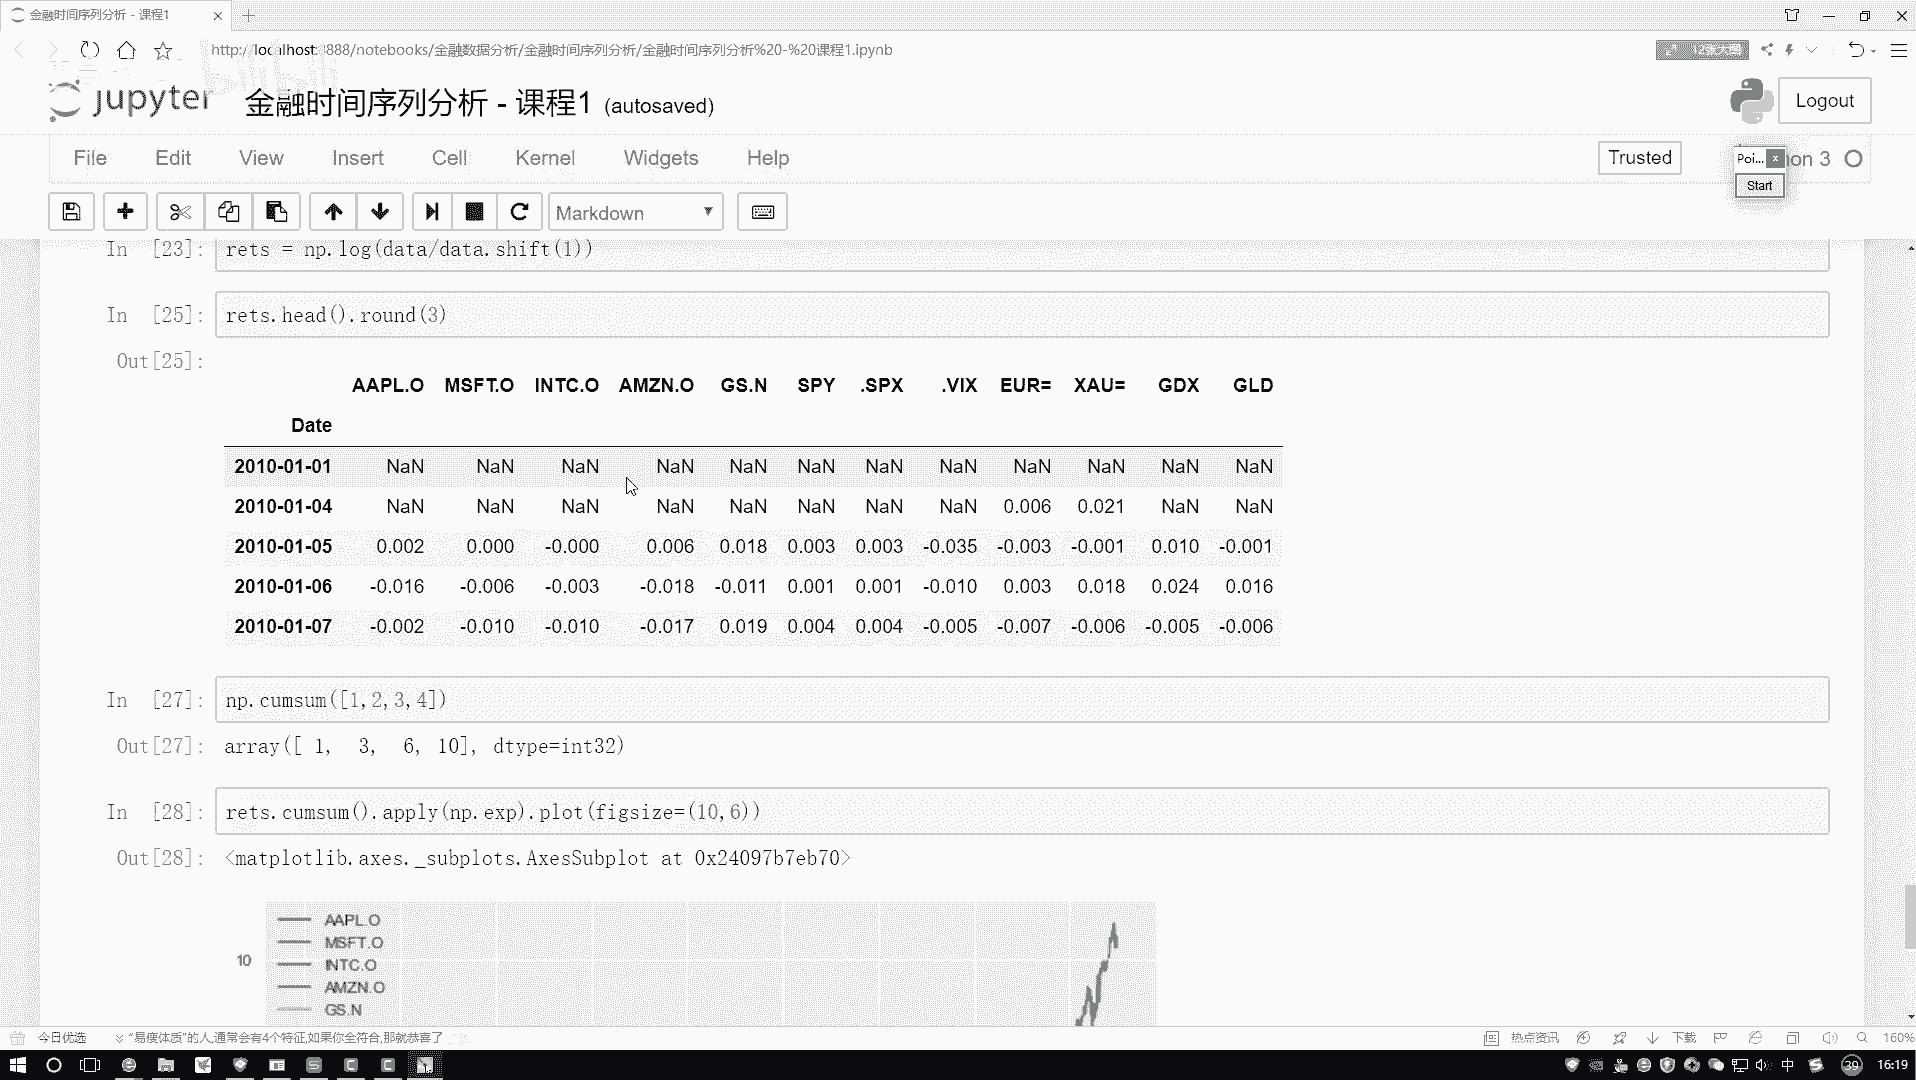 金融时间序列分析 - 课程1
http://localhost:8888/notebooks/金融数据分析/金融时间序列分析/金融时间序列分析%20-%20课程1.ipynb
12张大图
jupyter 金融时间序列分析 - 课程1 (autosaved)
Logout
File Edit View Insert Cell Kernel Widgets Help
Trusted
Poi...
on 3
Start
Markdown
In [23]: rets = np.log(data/data.shift(1))
In [25]: rets.head().round(3)
Out[25]:
AAPL.O MSFT.O INTC.O AMZN.O GS.N SPY .SPX .VIX EUR= XAU= GDX GLD
Date
2010-01-01 NaN NaN NaN NaN NaN NaN NaN NaN NaN NaN NaN NaN
2010-01-04 NaN NaN NaN NaN NaN NaN NaN NaN 0.006 0.021 NaN NaN
2010-01-05 0.002 0.000 -0.000 0.006 0.018 0.003 0.003 -0.035 -0.003 -0.001 0.010 -0.001
2010-01-06 -0.016 -0.006 -0.003 -0.018 -0.011 0.001 0.001 -0.010 0.003 0.018 0.024 0.016
2010-01-07 -0.002 -0.010 -0.010 -0.017 0.019 0.004 0.004 -0.005 -0.007 -0.006 -0.005 -0.006
In [27]: np.cumsum([1,2,3,4])
Out[27]: array([ 1, 3, 6, 10], dtype=int32)
In [28]: rets.cumsum().apply(np.exp).plot(figsize=(10,6))
Out[28]: <matplotlib.axes._subplots.AxesSubplot at 0x24097b7eb70>
AAPL.O
MSFT.O
10
INTC.O
AMZN.O
GS.N
今日优选 “易瘦体质”的人,通常会有4个特征,如果你全符合,那就恭喜了
热点资讯 下载 160%
中 39 16:19